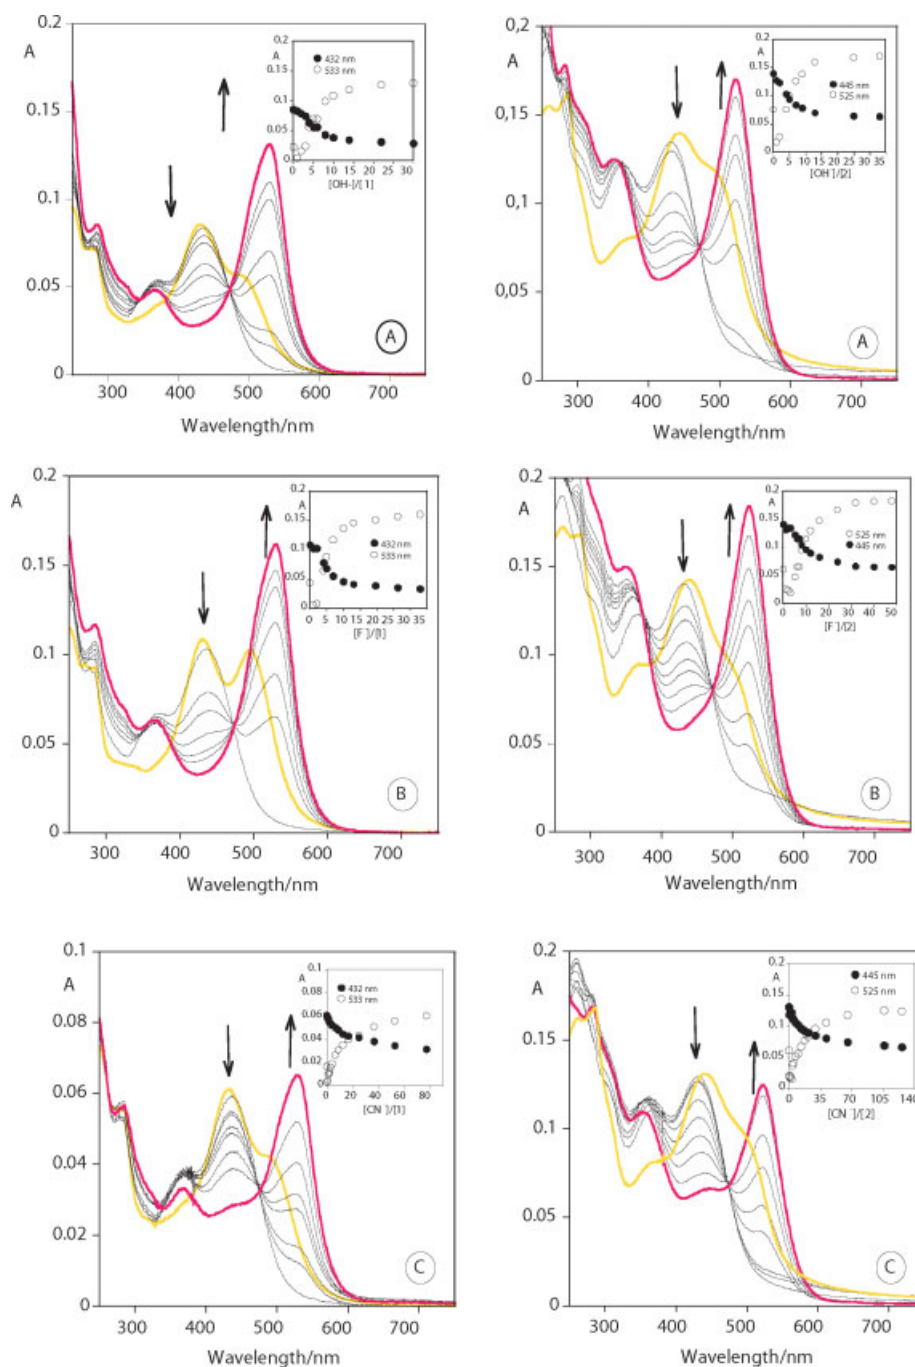 A
0.2
0.15
0.1
0.05
0
300 400 500 600 700
Wavelength/nm
A
A
0.2
0.15
0.1
0.05
0
432 nm
533 nm
0 5 10 15 20 25 30
[OH-]/[1]
A
0,2
0,15
0,1
0,05
0
300 400 500 600 700
Wavelength/nm
A
A
0.2
0.15
0.1
0.05
0
445 nm
525 nm
0 5 10 15 20 25 30 35
[OH-]/[2]
A
0.2
0.15
0.1
0.05
0
300 400 500 600 700
Wavelength/nm
B
A
0.2
0.15
0.1
0.05
0
432 nm
533 nm
0 5 10 15 20 25 30 35
[F-]/[1]
A
0.2
0.15
0.1
0.05
0
300 400 500 600 700
Wavelength/nm
B
A
0.2
0.15
0.1
0.05
0
525 nm
445 nm
0 10 20 30 40 50
[F-]/[2]
A
0.1
0.08
0.06
0.04
0.02
0
300 400 500 600 700
Wavelength/nm
C
A
0.1
0.08
0.06
0.04
0.02
0
432 nm
533 nm
0 20 40 60 80
[CN-]/[1]
A
0.2
0.15
0.1
0.05
0
300 400 500 600 700
Wavelength/nm
C
A
0.2
0.15
0.1
0.05
0
445 nm
525 nm
0 35 70 105 140
[CN-]/[2]